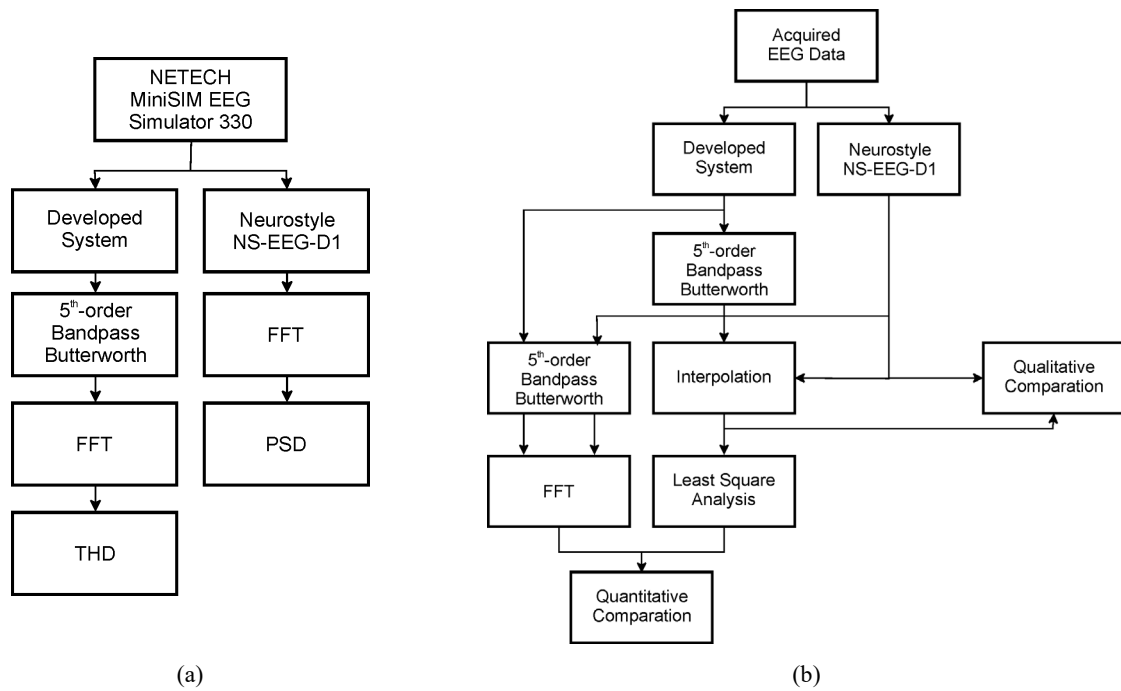 NETECH
MiniSIM EEG
Simulator 330
Developed
System
Neurostyle
NS-EEG-D1
5th-order
Bandpass
Butterworth
FFT
FFT
PSD
THD
(a)
Acquired
EEG Data
Developed
System
Neurostyle
NS-EEG-D1
5th-order
Bandpass
Butterworth
5th-order
Bandpass
Butterworth
Interpolation
Qualitative
Comparation
FFT
Least Square
Analysis
Quantitative
Comparation
(b)